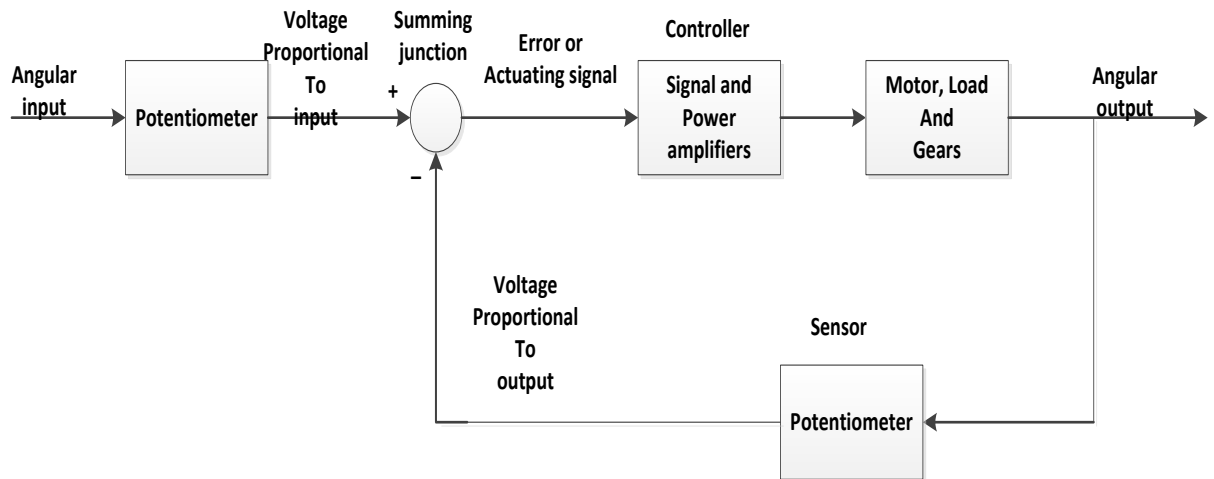 Angular
input
Potentiometer
Voltage
Proportional
To
input
Summing
junction
+
−
Error or
Actuating signal
Controller
Signal and
Power
amplifiers
Motor, Load
And
Gears
Angular
output
Voltage
Proportional
To
output
Sensor
Potentiometer